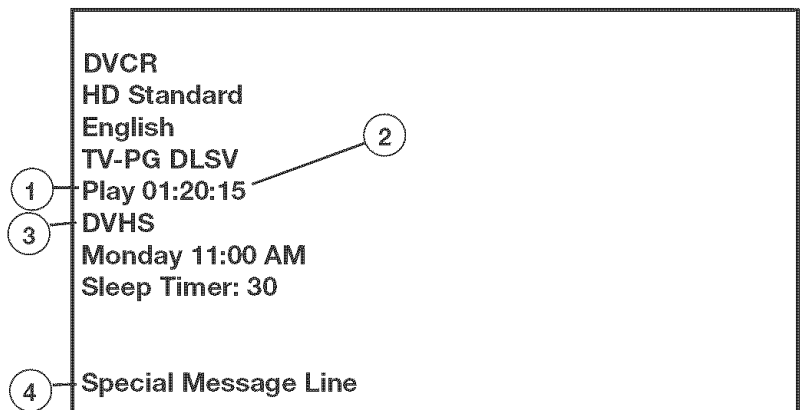 DVCR
HD Standard
English
2
TV-PG DLSV
1 Play 01:20:15
3 DVHS
Monday 11:00 AM
Sleep Timer: 30
4 Special Message Line